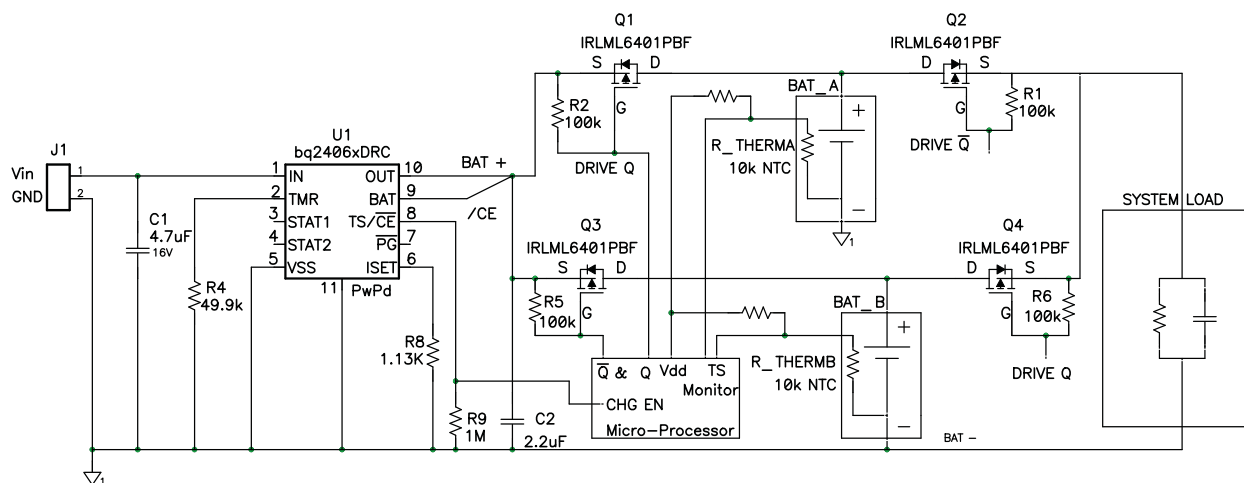 Q1
IRLML6401PBF
S
D
G
R2
100k
DRIVE Q
Q2
IRLML6401PBF
D
S
G
R1
100k
DRIVE Q̅
BAT_A
+
−
R_THERMA
10k NTC
1
J1
Vin
GND
1
2
C1
4.7uF
16V
R4
49.9k
U1
bq2406xDRC
1
IN
2
TMR
3
STAT1
4
STAT2
5
VSS
OUT
10
BAT
9
TS/C̅E̅
8
P̅G̅
7
ISET
6
11
PwPd
BAT +
/CE
R8
1.13K
R9
1M
C2
2.2uF
Q3
IRLML6401PBF
S
D
G
R5
100k
Q4
IRLML6401PBF
D
S
G
R6
100k
DRIVE Q
BAT_B
+
−
R_THERMB
10k NTC
Q̅ & Q Vdd TS
Monitor
CHG EN
Micro-Processor
BAT -
SYSTEM LOAD
1